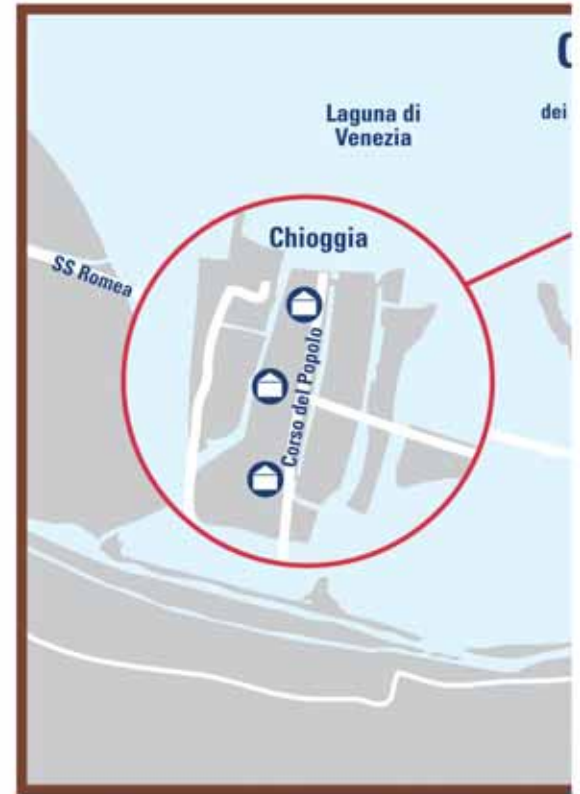 Laguna di
Venezia
dei
Chioggia
SS Romea
Corso del Popolo